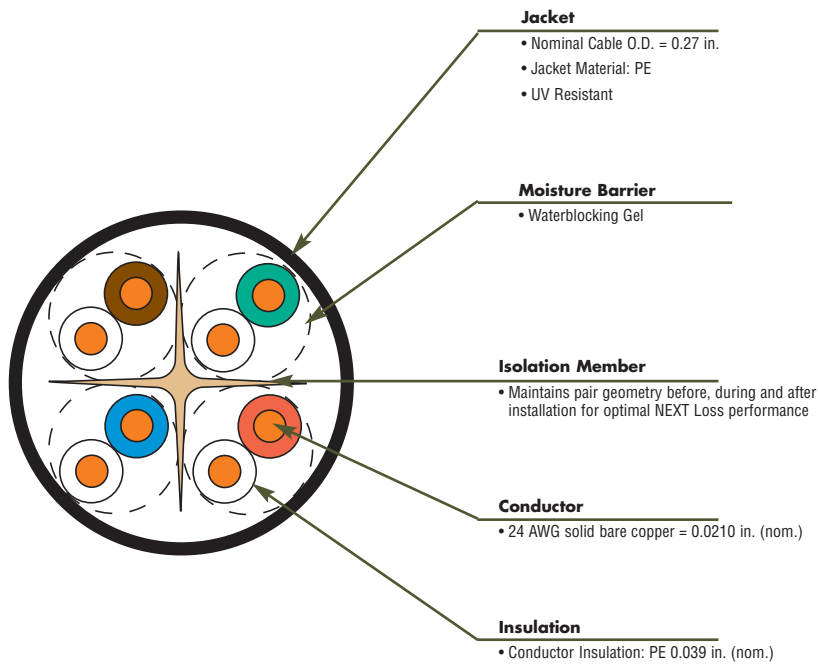 Jacket
• Nominal Cable O.D. = 0.27 in.
• Jacket Material: PE
• UV Resistant
Moisture Barrier
• Waterblocking Gel
Isolation Member
• Maintains pair geometry before, during and after
installation for optimal NEXT Loss performance
Conductor
• 24 AWG solid bare copper = 0.0210 in. (nom.)
Insulation
• Conductor Insulation: PE 0.039 in. (nom.)